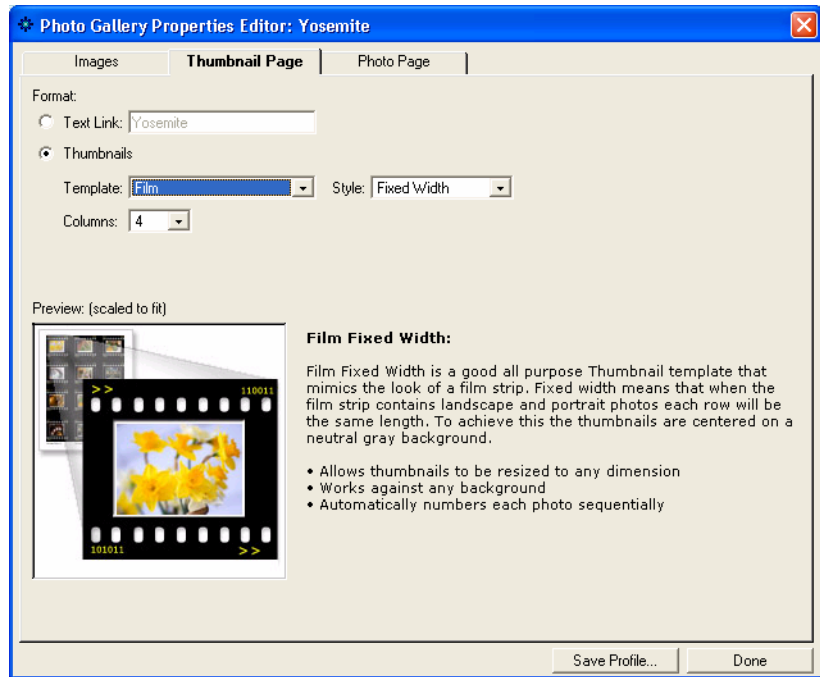 Photo Gallery Properties Editor: Yosemite
Images Thumbnail Page Photo Page
Format:
Text Link: Yosemite
Thumbnails
Template: Film Style: Fixed Width
Columns: 4
Preview: (scaled to fit)
>> 110011
101011 >>
Film Fixed Width:
Film Fixed Width is a good all purpose Thumbnail template that
mimics the look of a film strip. Fixed width means that when the
film strip contains landscape and portrait photos each row will be
the same length. To achieve this the thumbnails are centered on a
neutral gray background.
• Allows thumbnails to be resized to any dimension
• Works against any background
• Automatically numbers each photo sequentially
Save Profile... Done